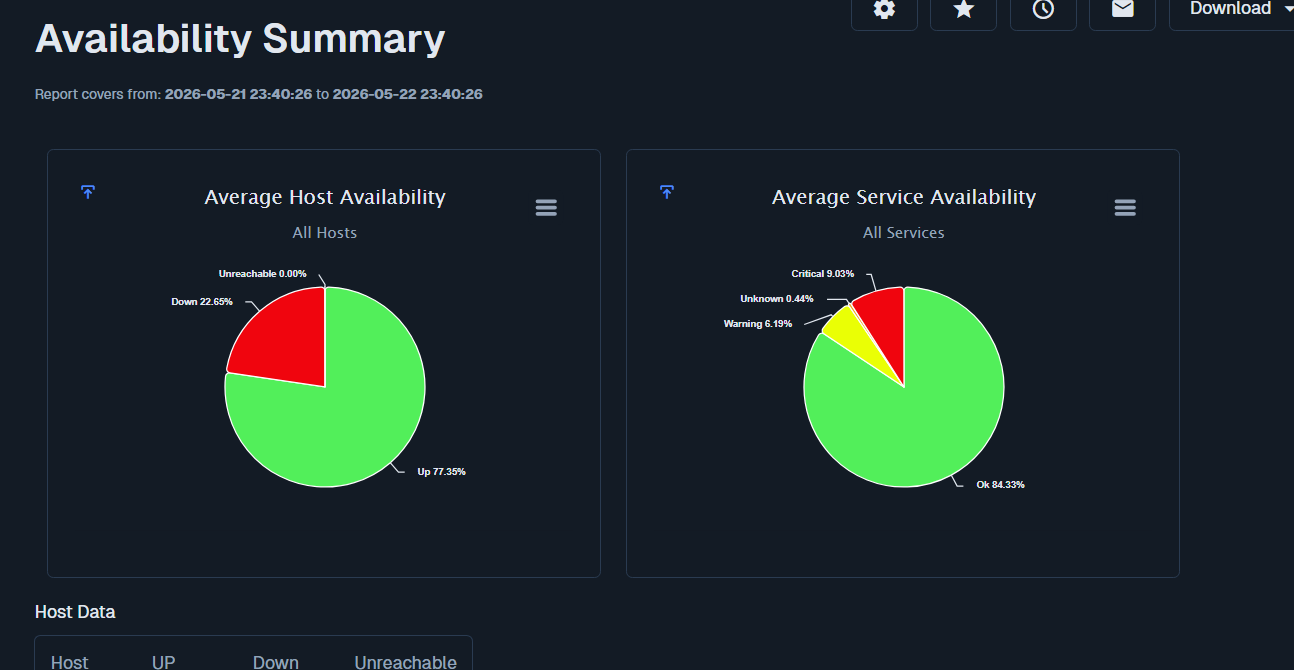 Availability Summary
Download
Report covers from: 2026-05-21 23:40:26 to 2026-05-22 23:40:26
Average Host Availability
All Hosts
Unreachable 0.00%
Down 22.65%
Up 77.35%
Average Service Availability
All Services
Critical 9.03%
Unknown 0.44%
Warning 6.19%
Ok 84.33%
Host Data
Host UP Down Unreachable